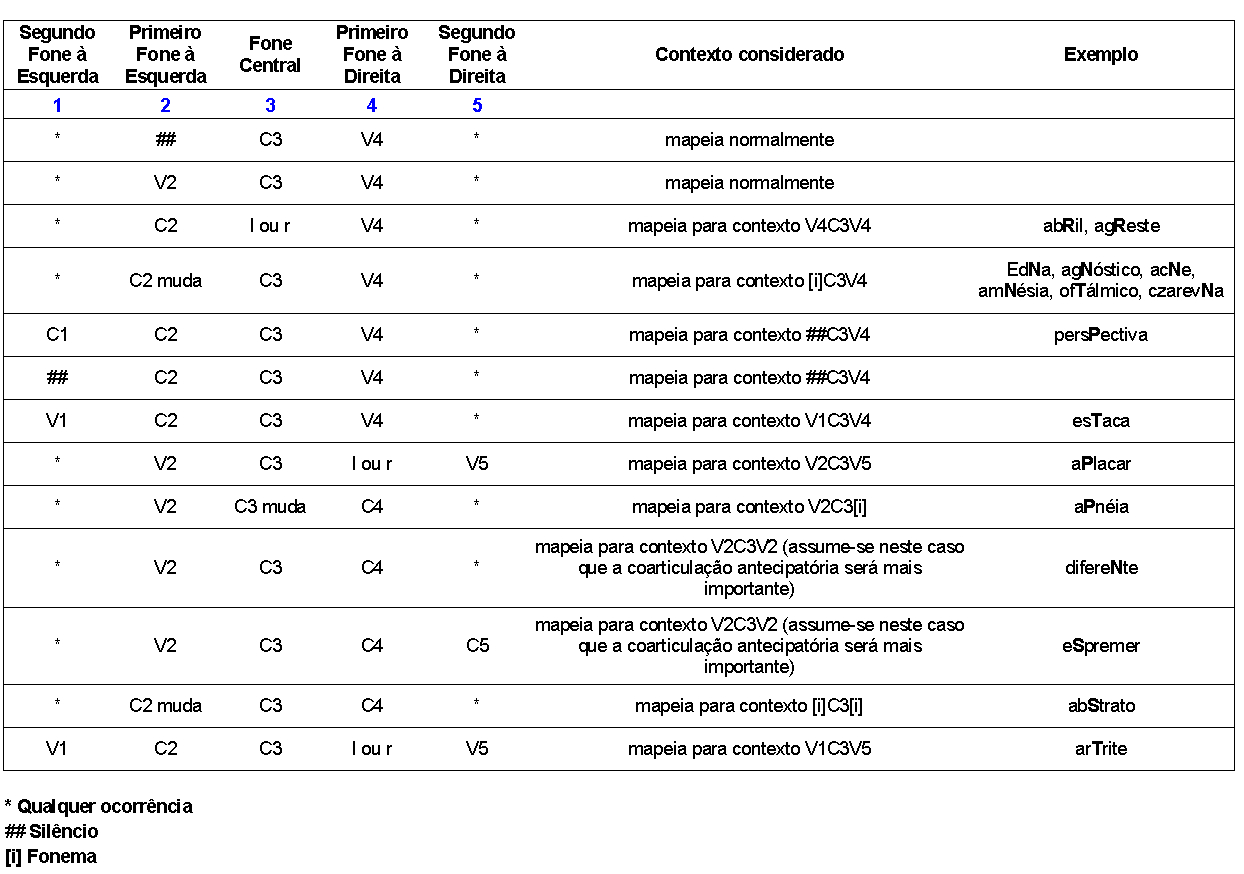 Segundo Fone à Esquerda | Primeiro Fone à Esquerda | Fone Central | Primeiro Fone à Direita | Segundo Fone à Direita | Contexto considerado | Exemplo
1 | 2 | 3 | 4 | 5
* | ## | C3 | V4 | * | mapeia normalmente
* | V2 | C3 | V4 | * | mapeia normalmente
* | C2 | l ou r | V4 | * | mapeia para contexto V4C3V4 | abRil, agReste
* | C2 muda | C3 | V4 | * | mapeia para contexto [i]C3V4 | EdNa, agNóstico, acNe, amNésia, ofTálmico, czarevNa
C1 | C2 | C3 | V4 | * | mapeia para contexto ##C3V4 | persPectiva
## | C2 | C3 | V4 | * | mapeia para contexto ##C3V4
V1 | C2 | C3 | V4 | * | mapeia para contexto V1C3V4 | esTaca
* | V2 | C3 | l ou r | V5 | mapeia para contexto V2C3V5 | aPlacar
* | V2 | C3 muda | C4 | * | mapeia para contexto V2C3[i] | aPnéia
* | V2 | C3 | C4 | * | mapeia para contexto V2C3V2 (assume-se neste caso que a coarticulação antecipatória será mais importante) | difereNte
* | V2 | C3 | C4 | C5 | mapeia para contexto V2C3V2 (assume-se neste caso que a coarticulação antecipatória será mais importante) | eSpremer
* | C2 muda | C3 | C4 | * | mapeia para contexto [i]C3[i] | abStrato
V1 | C2 | C3 | l ou r | V5 | mapeia para contexto V1C3V5 | arTrite
* Qualquer ocorrência
## Silêncio
[i] Fonema